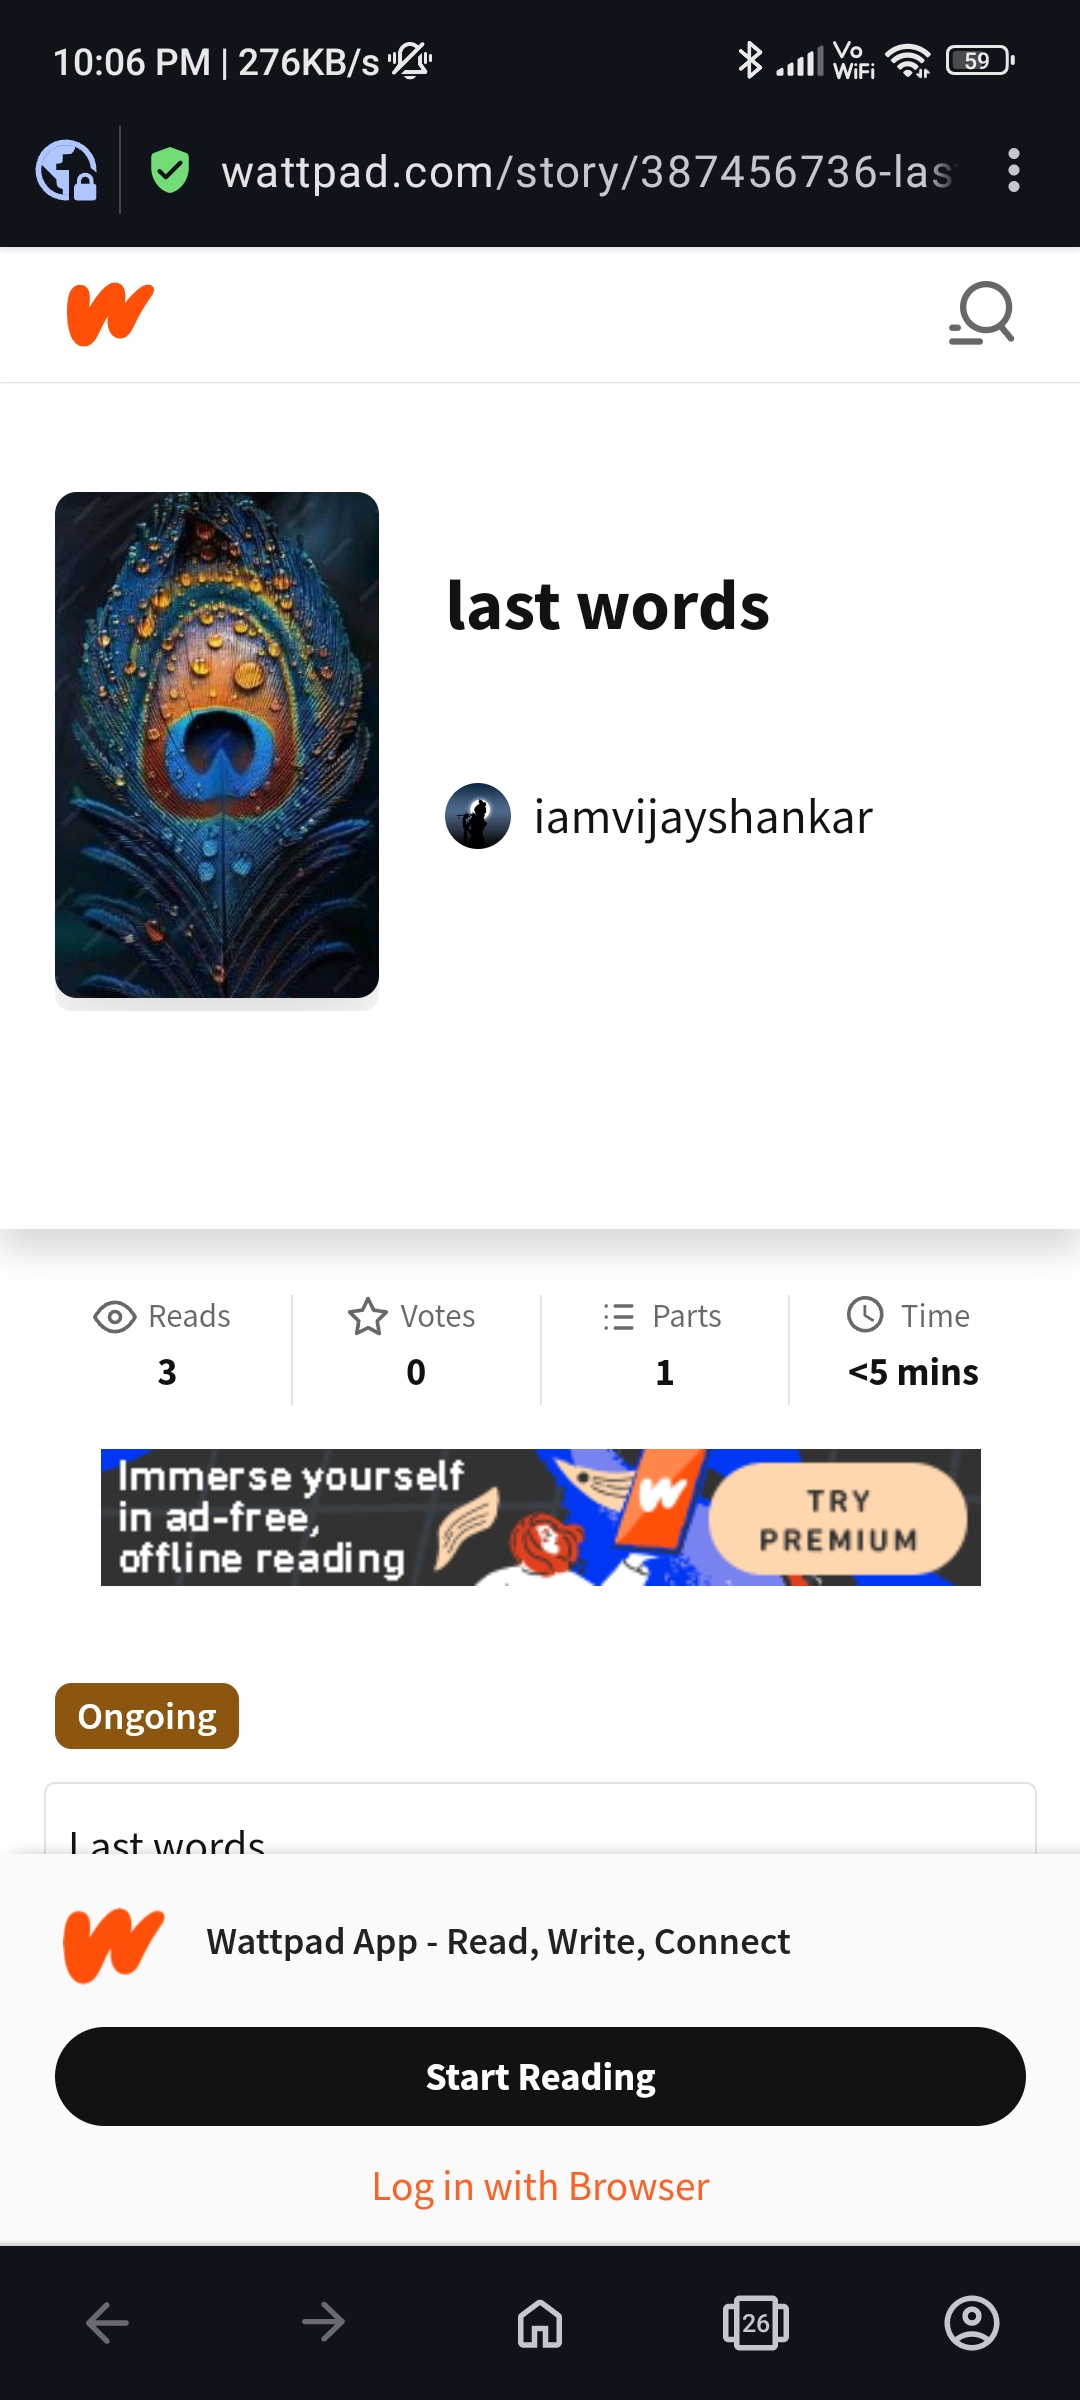 10:06 PM | 276KB/s
Vo
WiFi
59
wattpad.com/story/387456736-las
last words
iamvijayshankar
Reads
3
Votes
0
Parts
1
Time
<5 mins
Immerse yourself
in ad-free,
offline reading
TRY
PREMIUM
Ongoing
Last words
Wattpad App - Read, Write, Connect
Start Reading
Log in with Browser
26